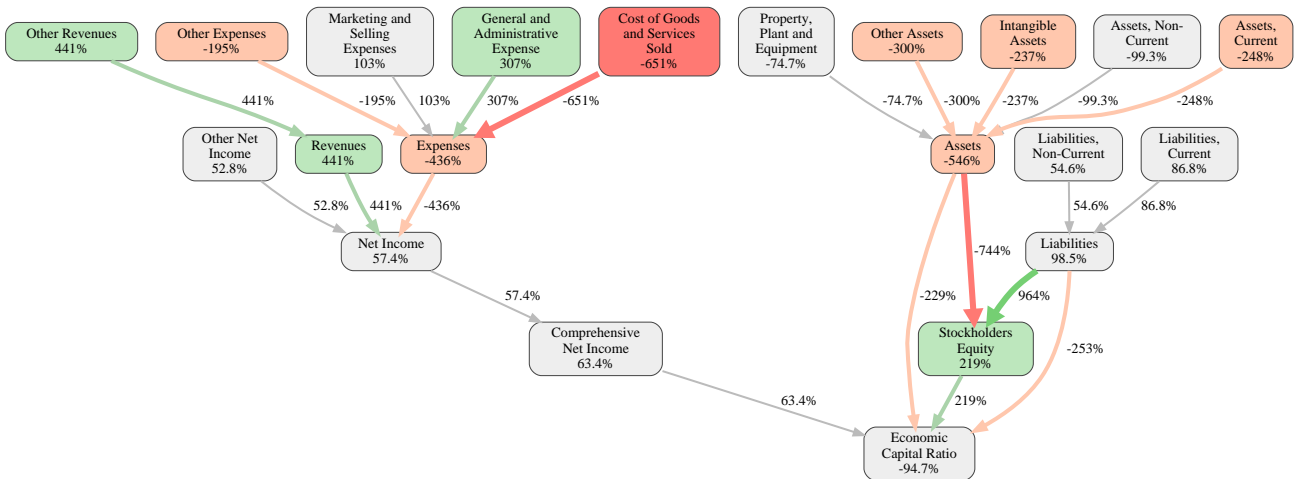 Other Revenues
441%
Other Expenses
-195%
Marketing and
Selling
Expenses
103%
General and
Administrative
Expense
307%
Cost of Goods
and Services
Sold
-651%
Property,
Plant and
Equipment
-74.7%
Other Assets
-300%
Intangible
Assets
-237%
Assets, Non-
Current
-99.3%
Assets,
Current
-248%
441%
-195%
103%
307%
-651%
-74.7%
-300%
-237%
-99.3%
-248%
Other Net
Income
52.8%
Revenues
441%
Expenses
-436%
Assets
-546%
Liabilities,
Non-Current
54.6%
Liabilities,
Current
86.8%
52.8%
441%
-436%
54.6%
86.8%
Net Income
57.4%
Liabilities
98.5%
-744%
57.4%
-229%
964%
Comprehensive
Net Income
63.4%
Stockholders
Equity
219%
-253%
63.4%
219%
Economic
Capital Ratio
-94.7%